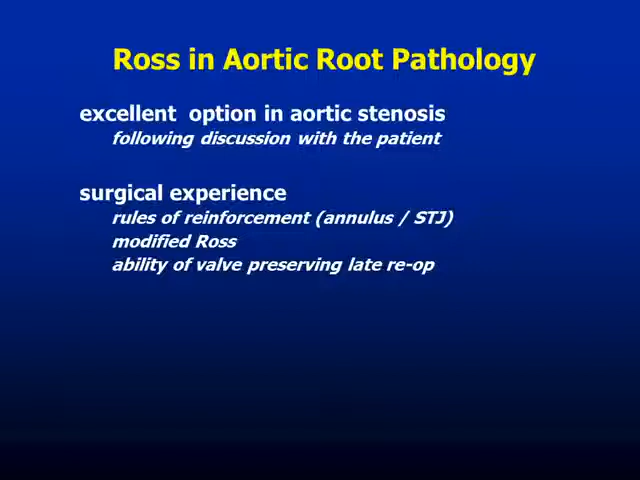 Ross in Aortic Root Pathology
excellent option in aortic stenosis
following discussion with the patient
surgical experience
rules of reinforcement (annulus / STJ)
modified Ross
ability of valve preserving late re-op